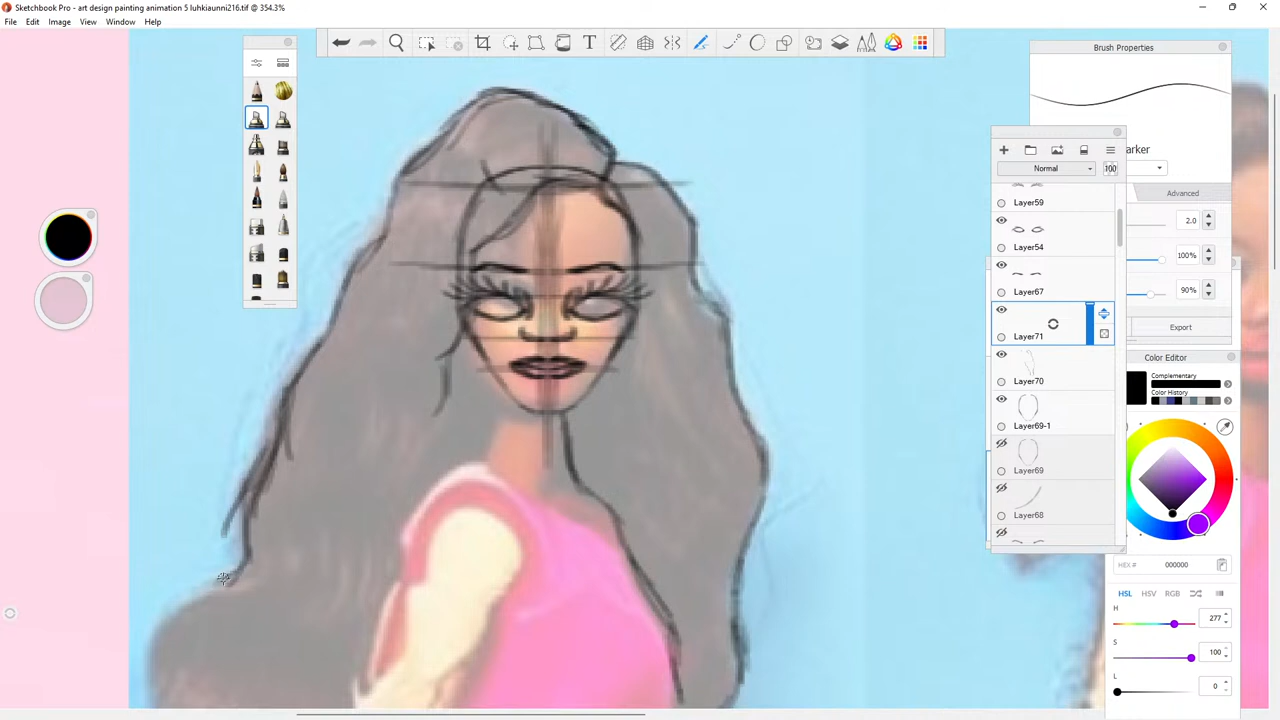 Sketchbook Pro - art design painting animation 5 luhkiaunni216.tif @ 354.3%
File Edit Image View Window Help
Brush Properties
arker
Advanced
2.0
100%
90%
Export
Normal
100
Layer59
Layer54
Layer67
Layer71
Layer70
Layer69-1
Layer69
Layer68
Color Editor
Complementary
Color History
HEX # 000000
HSL HSV RGB
H 277
S 100
L 0